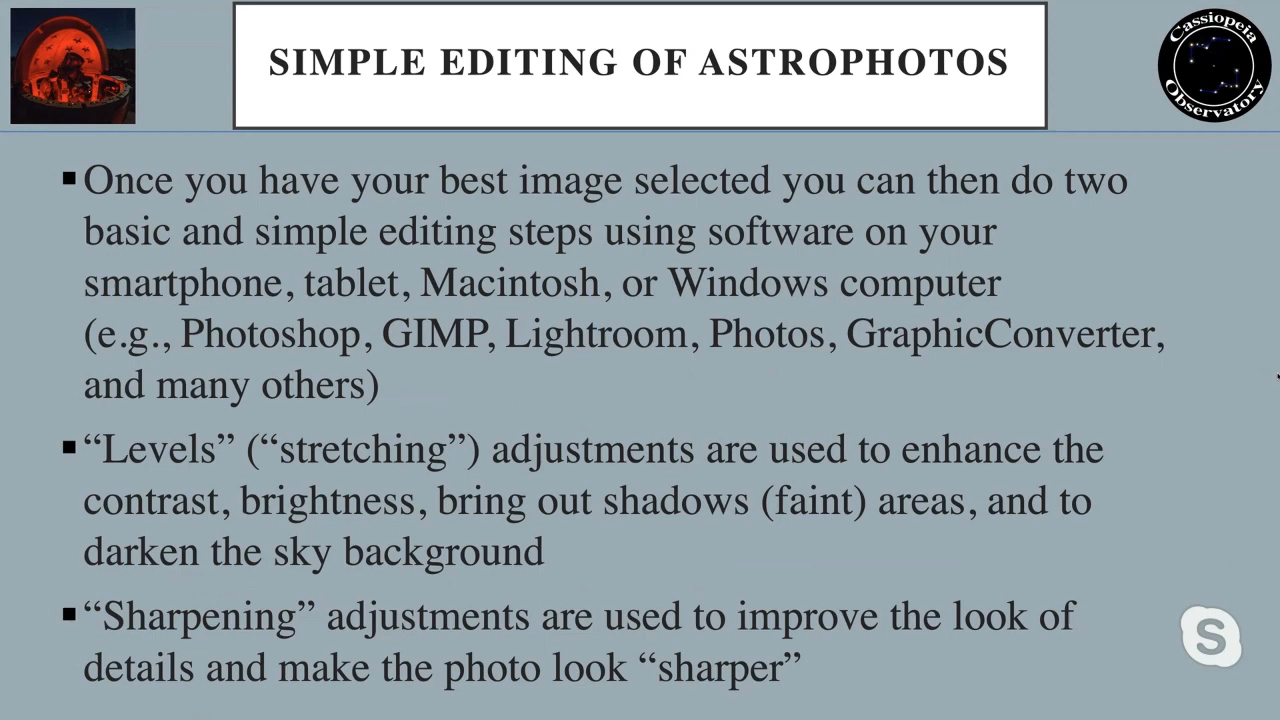 SIMPLE EDITING OF ASTROPHOTOS
Cassiopeia
Observatory
▪Once you have your best image selected you can then do two
basic and simple editing steps using software on your
smartphone, tablet, Macintosh, or Windows computer
(e.g., Photoshop, GIMP, Lightroom, Photos, GraphicConverter,
and many others)
▪“Levels” (“stretching”) adjustments are used to enhance the
contrast, brightness, bring out shadows (faint) areas, and to
darken the sky background
▪“Sharpening” adjustments are used to improve the look of
details and make the photo look “sharper”
S